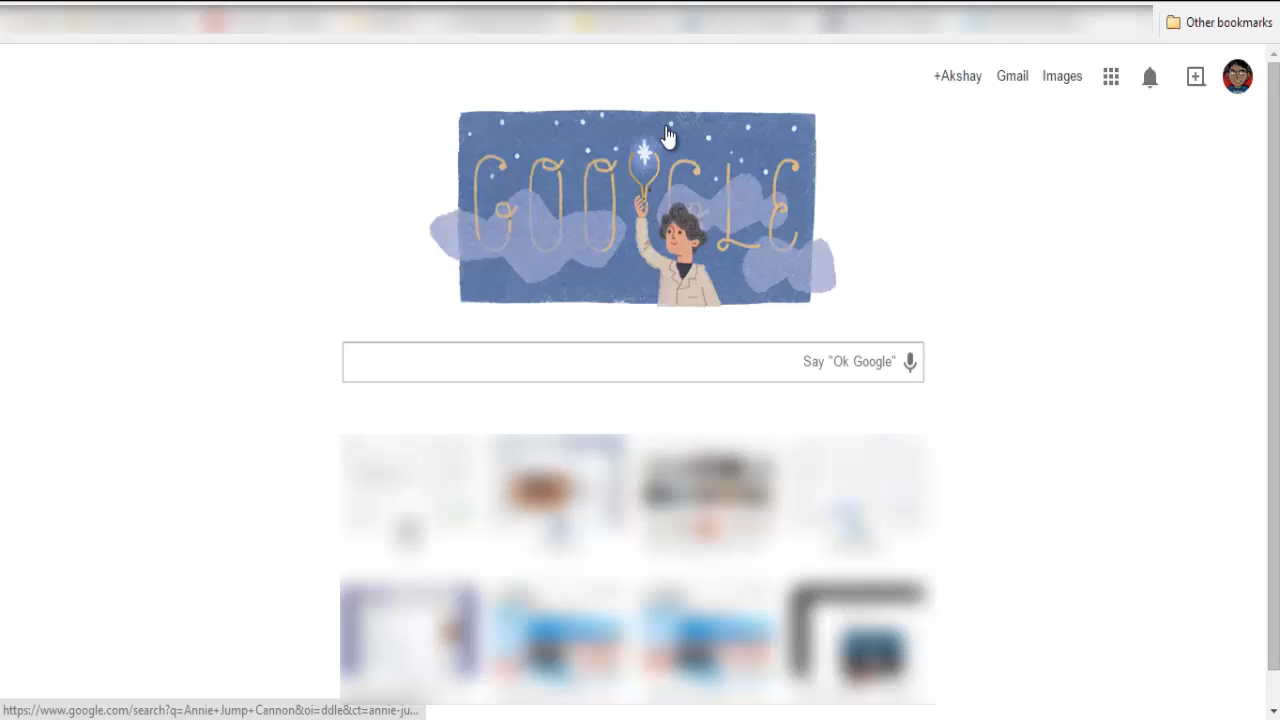 Other bookmarks
+Akshay Gmail Images
GOOGLE
Say "Ok Google"
https://www.google.com/search?q=Annie+Jump+Cannon&oi=ddle&ct=annie-ju...